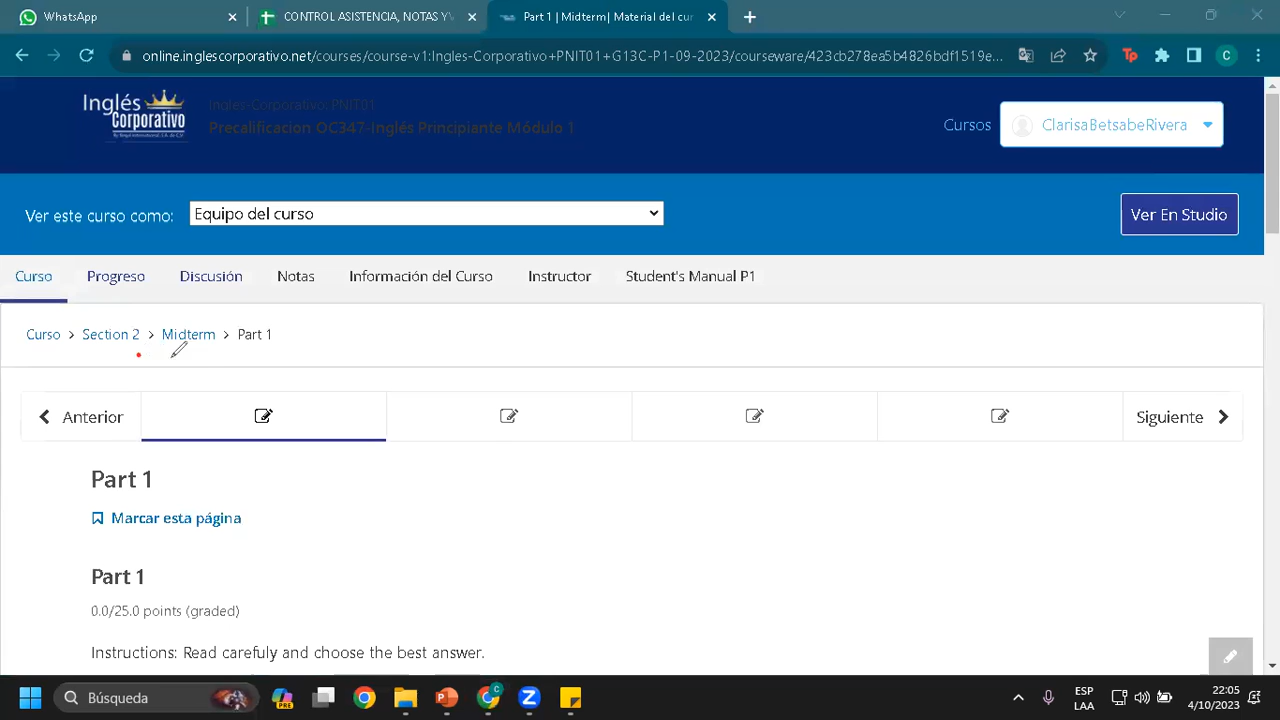 WhatsApp
CONTROL ASISTENCIA, NOTAS Y
Part 1 | Midterm| Material del cur
online.inglescorporativo.net/courses/course-v1:Ingles-Corporativo+PNIT01+G13C-P1-09-2023/courseware/423cb278ea5b4826bdf1519e...
C
Inglés
Corporativo
Ingles-Corporativo, PNIT01
Precalificacion OC347-Inglés Principiante Módulo 1
Cursos
ClarisaBetsabeRivera
Ver este curso como:
Equipo del curso
Ver En Studio
Curso
Progreso
Discusión
Notas
Información del Curso
Instructor
Student's Manual P1
Curso > Section 2 > Midterm > Part 1
Anterior
Siguiente
Part 1
Marcar esta página
Part 1
0.0/25.0 points (graded)
Instructions: Read carefuly and choose the best answer.
Búsqueda
PRE
C
ESP
LAA
22:05
4/10/2023